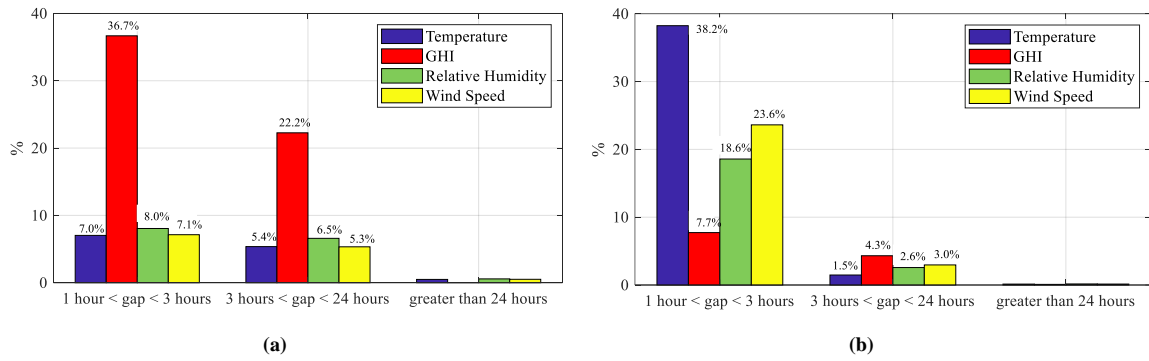 40
30
20
10
0
%
36.7%
7.0%
8.0%
7.1%
22.2%
5.4%
6.5%
5.3%
Temperature
GHI
Relative Humidity
Wind Speed
1 hour < gap < 3 hours
3 hours < gap < 24 hours
greater than 24 hours
(a)
40
30
20
10
0
%
38.2%
7.7%
18.6%
23.6%
1.5%
4.3%
2.6%
3.0%
Temperature
GHI
Relative Humidity
Wind Speed
1 hour < gap < 3 hours
3 hours < gap < 24 hours
greater than 24 hours
(b)